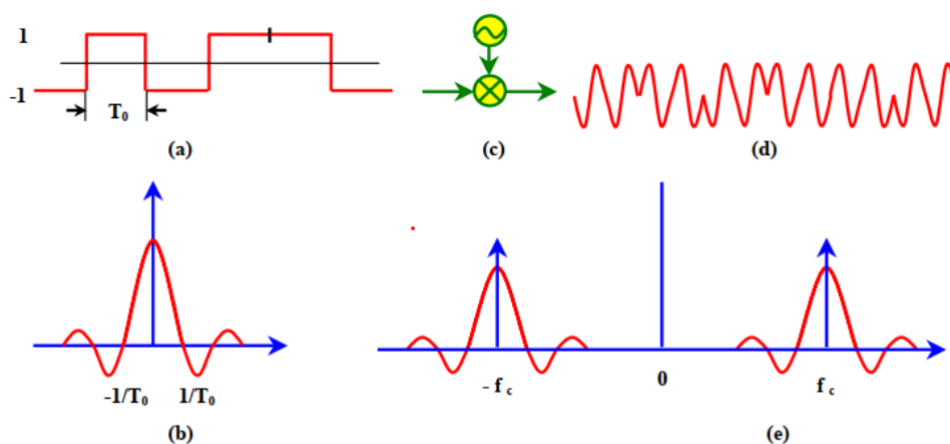 1
-1
T₀
(a)
(c)
(d)
-1/T₀ 1/T₀
(b)
- f c
0
f c
(e)